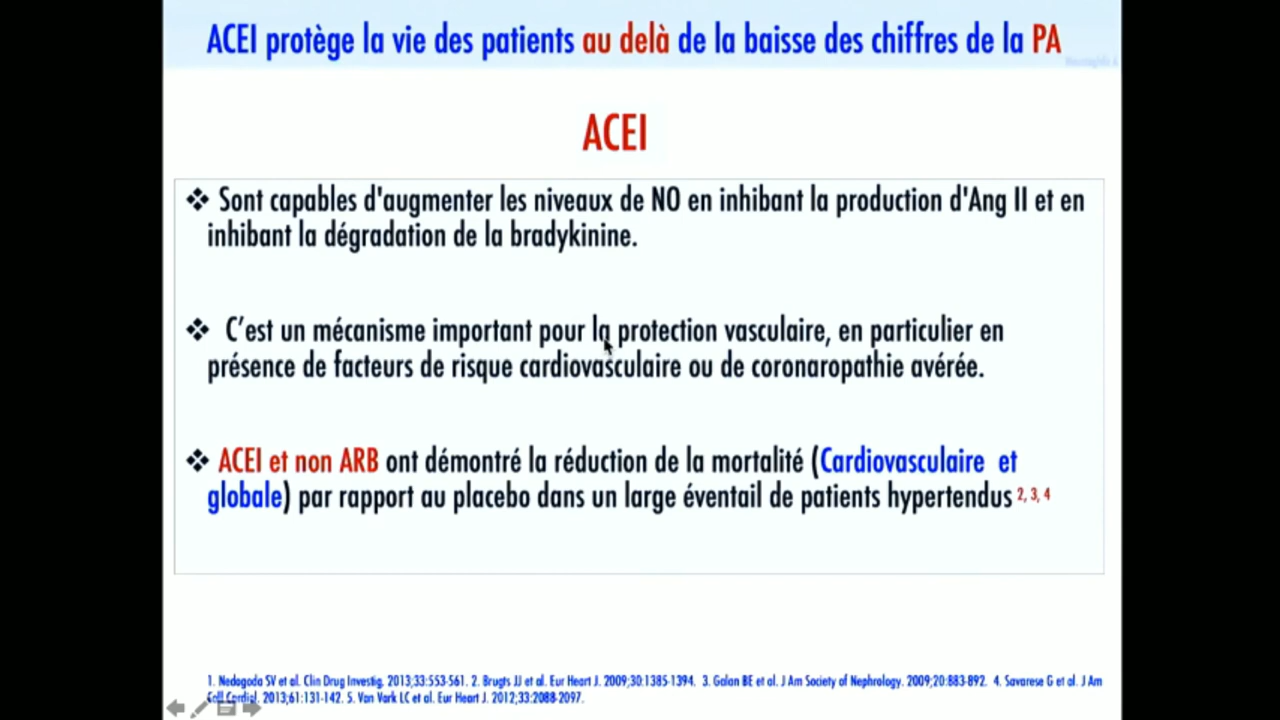 ACEI protège la vie des patients au delà de la baisse des chiffres de la PA
ACEI
❖ Sont capables d'augmenter les niveaux de NO en inhibant la production d'Ang II et en
inhibant la dégradation de la bradykinine.
❖ C’est un mécanisme important pour la protection vasculaire, en particulier en
présence de facteurs de risque cardiovasculaire ou de coronaropathie avérée.
❖ ACEI et non ARB ont démontré la réduction de la mortalité (Cardiovasculaire et
globale) par rapport au placebo dans un large éventail de patients hypertendus 2, 3, 4
1. Nedogoda SV et al. Clin Drug Investig. 2013;33:553-561. 2. Brugts JJ et al. Eur Heart J. 2009;30:1385-1394. 3. Golan BE et al. J Am Society of Nephrology. 2009;20:883-892. 4. Savarese G et al. J Am
Coll Cardiol. 2013;61:131-142. 5. Van Vark LC et al. Eur Heart J. 2012;33:2088-2097.